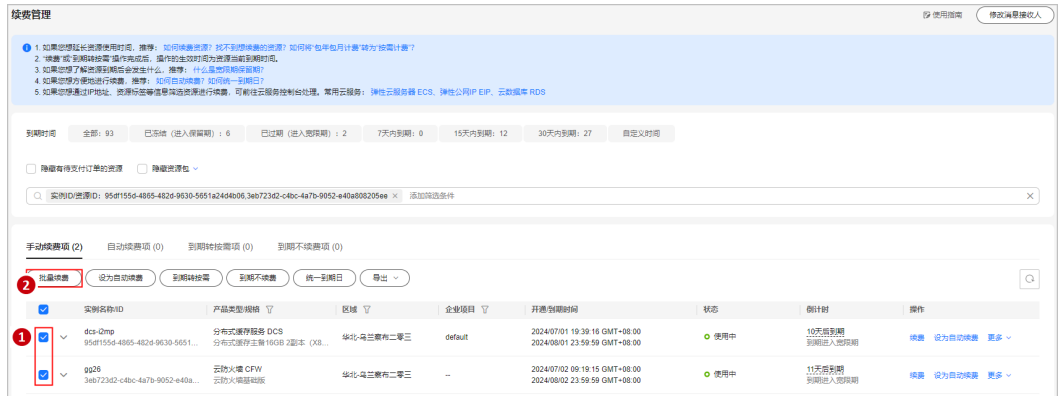 续费管理
使用指南
修改消息接收人
1. 如果您想延长资源使用时间，推荐： 如何续费资源？找不到想续费的资源？如何将“包年包月计费”转为“按需计费”？
2. “续费”或“到期转按需”操作完成后，操作的生效时间为资源当前到期时间。
3. 如果您想了解资源到期后会发生什么，推荐： 什么是宽限期保留期？
4. 如果您想方便地进行续费，推荐： 如何自动续费？如何统一到期日？
5. 如果您想通过IP地址、资源标签等信息筛选资源进行续费，可前往云服务控制台处理。常用云服务： 弹性云服务器 ECS、弹性公网IP EIP、云数据库 RDS
到期时间 全部：93 已冻结（进入保留期）：6 已过期（进入宽限期）：2 7天内到期：0 15天内到期：12 30天内到期：27 自定义时间
隐藏有待支付订单的资源 隐藏资源包
实例ID/资源ID：95df155d-4865-482d-9630-5651a24d4b06,3eb723d2-c4bc-4a7b-9052-e40a808205ee × 添加筛选条件 ×
手动续费项 (2) 自动续费项 (0) 到期转按需项 (0) 到期不续费项 (0)
批量续费 设为自动续费 到期转按需 到期不续费 统一到期日 导出
2
实例名称/ID 产品类型/规格 区域 企业项目 开通/到期时间 状态 倒计时 操作
1
dcs-i2mp 分布式缓存服务 DCS 华北-乌兰察布二零三 default 2024/07/01 19:39:16 GMT+08:00 使用中 10天后到期 续费 设为自动续费 更多
95df155d-4865-482d-9630-5651... 分布式缓存主备16GB 2副本（X8... 2024/08/01 23:59:59 GMT+08:00 到期进入宽限期
gg26 云防火墙 CFW 华北-乌兰察布二零三 -- 2024/07/02 09:19:15 GMT+08:00 使用中 11天后到期 续费 设为自动续费 更多
3eb723d2-c4bc-4a7b-9052-e40a... 云防火墙基础版 2024/08/02 23:59:59 GMT+08:00 到期进入宽限期